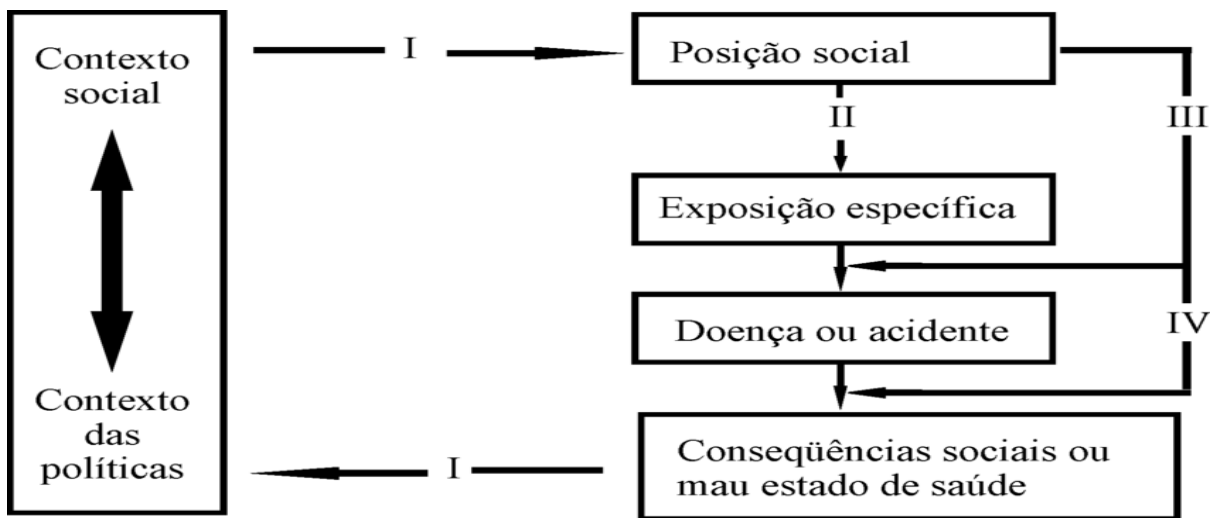 Contexto
social
I
Posição social
II
III
Exposição específica
Doença ou acidente
IV
Contexto
das
políticas
I
Conseqüências sociais ou
mau estado de saúde